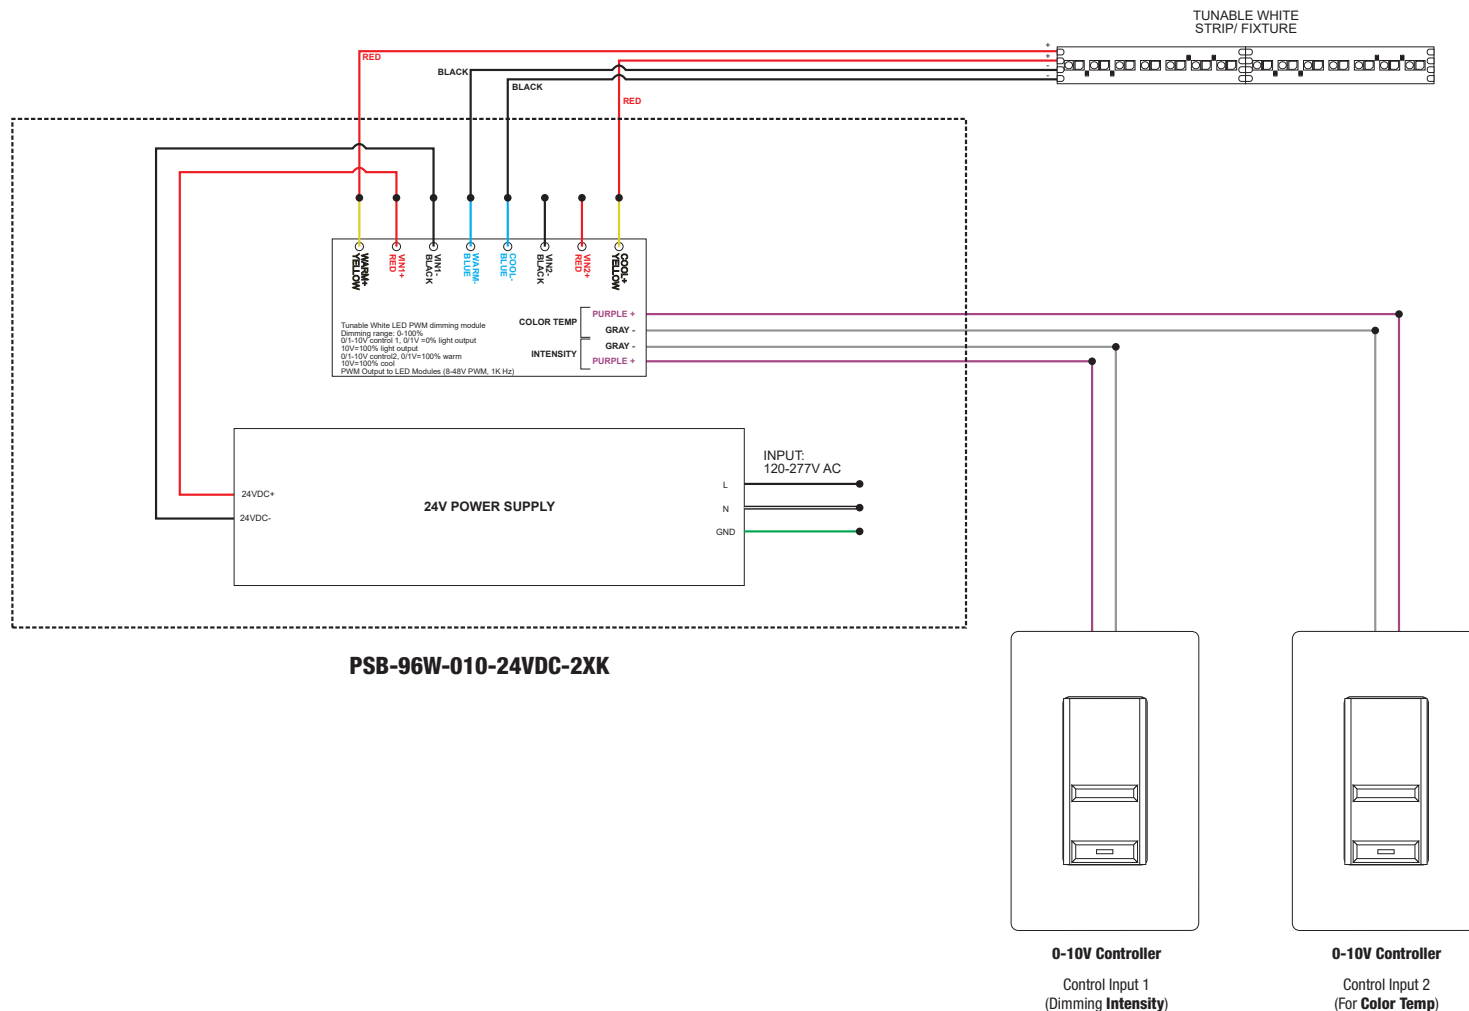 TUNABLE WHITE
STRIP/ FIXTURE
+
+
-
-
RED
BLACK
BLACK
RED
WARM+
YELLOW
VIN1+
RED
VIN1-
BLACK
WARM-
BLUE
COOL-
BLUE
VIN2-
BLACK
VIN2+
RED
COOL+
YELLOW
COLOR TEMP
PURPLE +
GRAY -
INTENSITY
GRAY -
PURPLE +
Tunable White LED PWM dimming module
Dimming range: 0-100%
0/1-10V control 1, 0/1V =0% light output
10V=100% light output
0/1-10V control2, 0/1V=100% warm
10V=100% cool
PWM Output to LED Modules (8-48V PWM, 1K Hz)
INPUT:
120-277V AC
24VDC+
24VDC-
24V POWER SUPPLY
L
N
GND
PSB-96W-010-24VDC-2XK
0-10V Controller
Control Input 1
(Dimming Intensity)
0-10V Controller
Control Input 2
(For Color Temp)